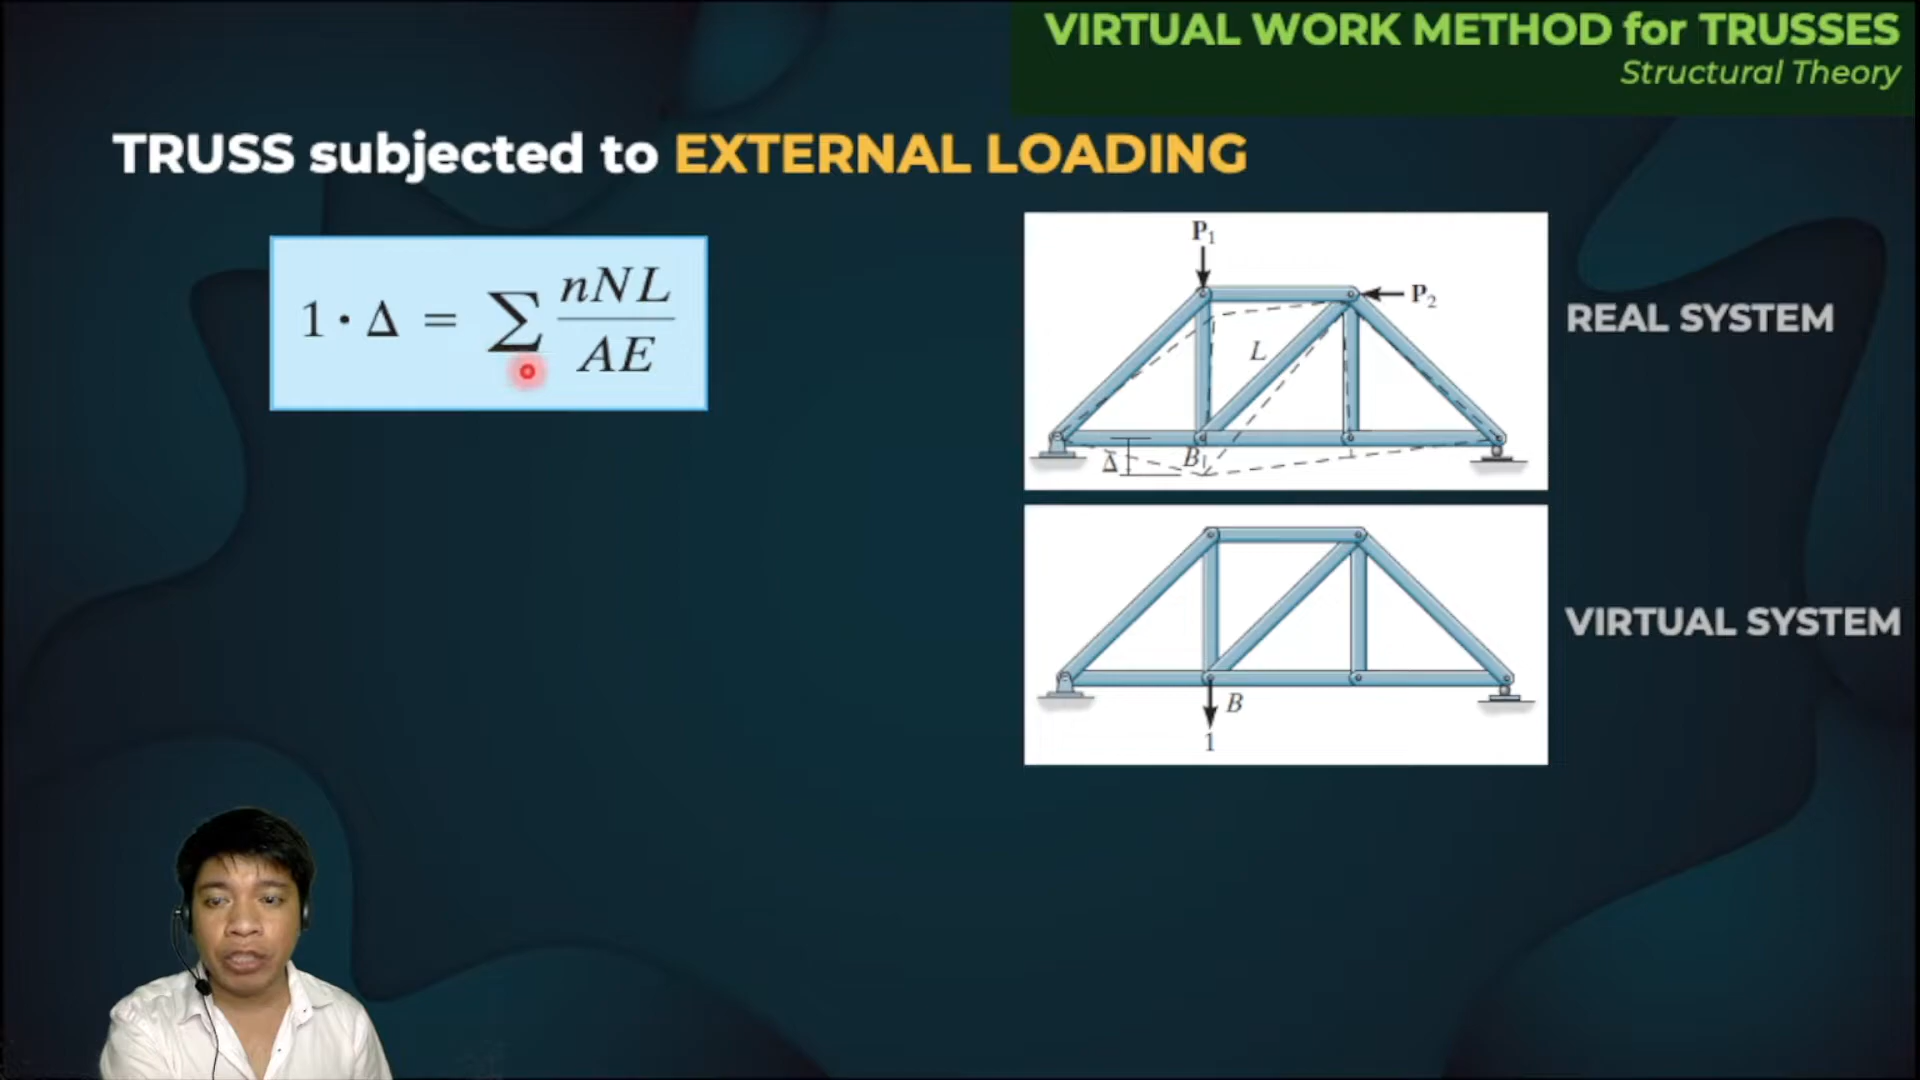 VIRTUAL WORK METHOD for TRUSSES
Structural Theory
TRUSS subjected to EXTERNAL LOADING
1 · Δ = ∑ nNL / AE
P₁
P₂
L
Δ
B
REAL SYSTEM
B
1
VIRTUAL SYSTEM